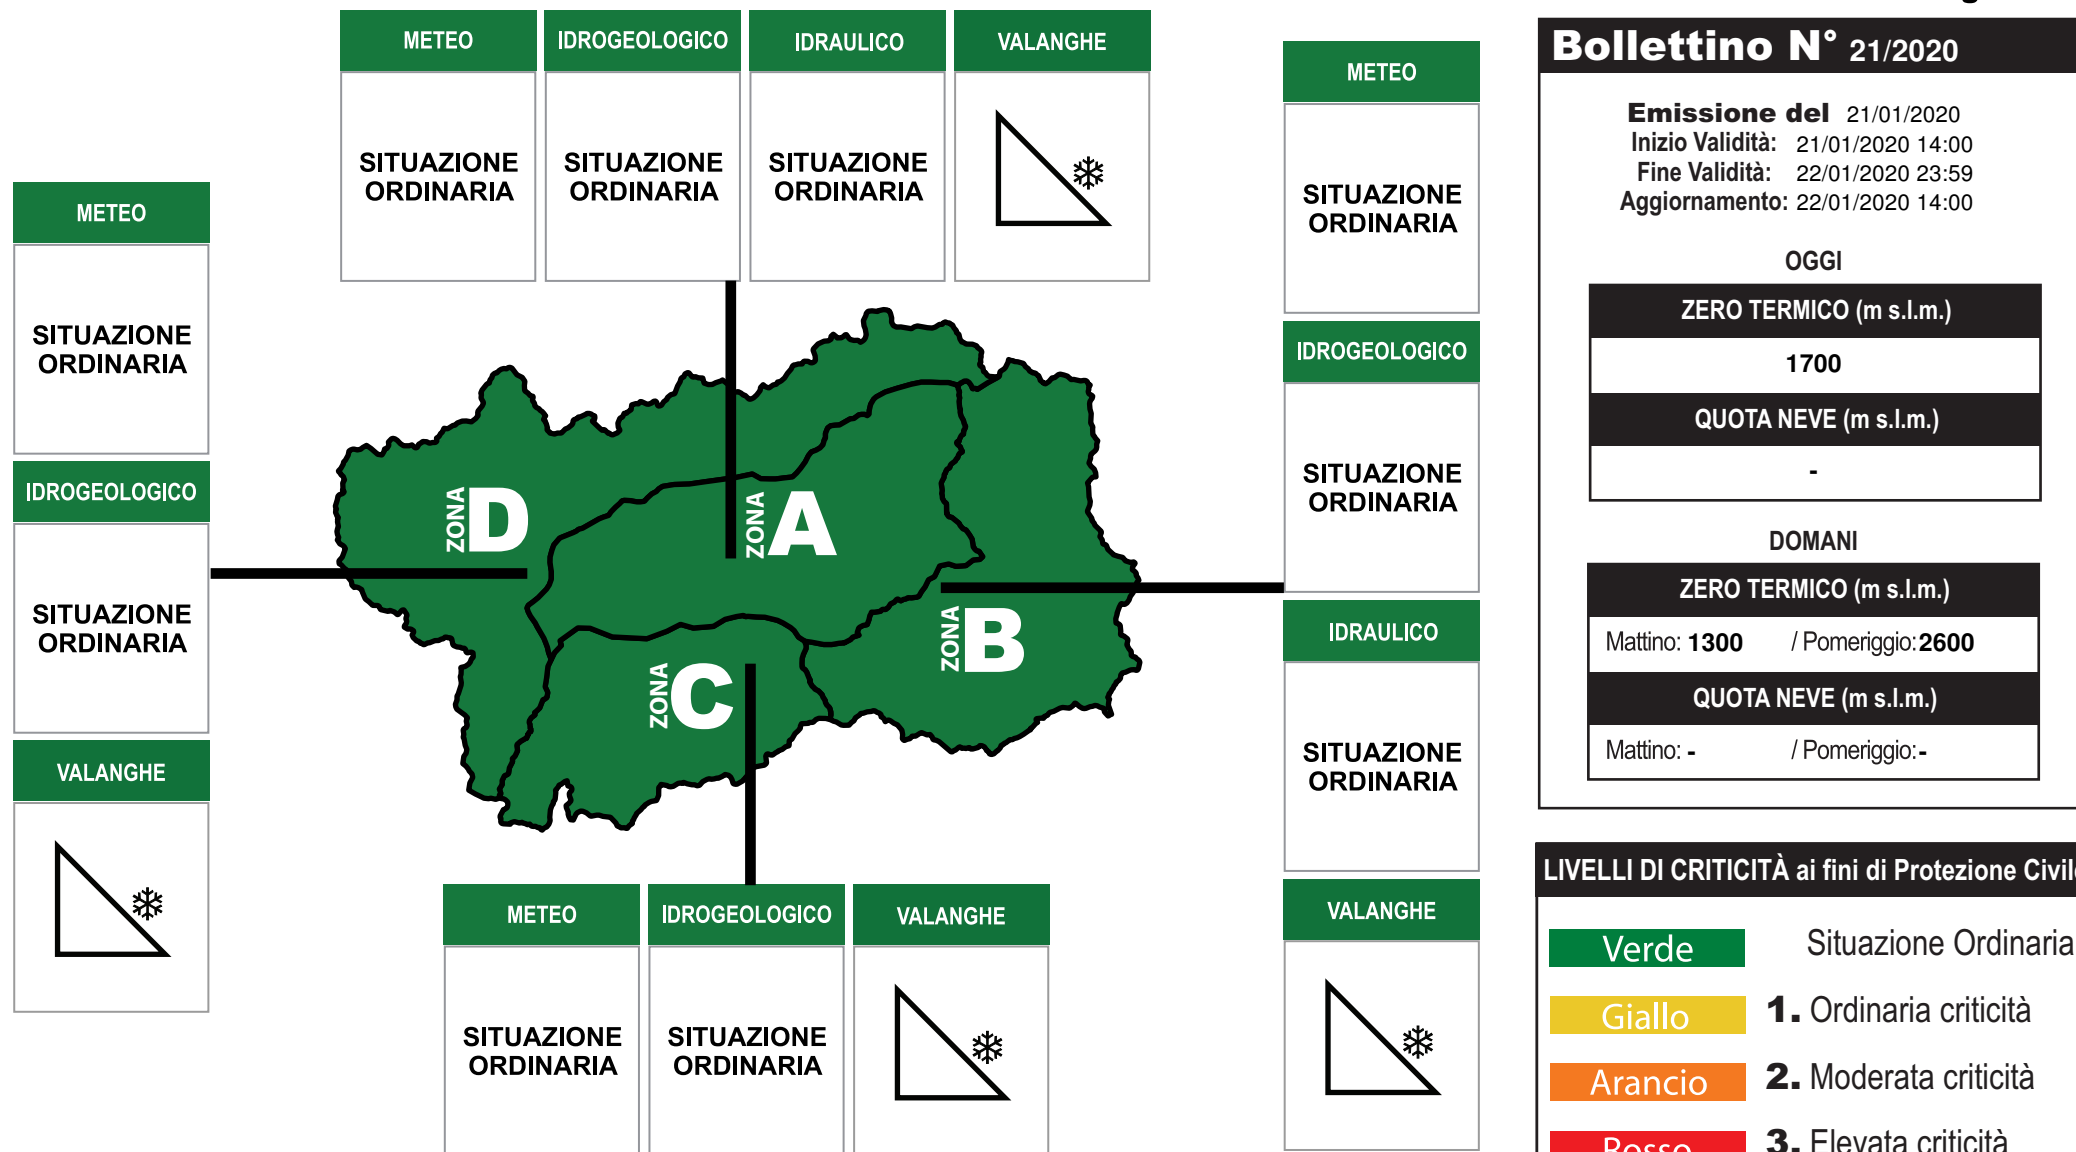 METEO
IDROGEOLOGICO
IDRAULICO
VALANGHE
SITUAZIONE
ORDINARIA
SITUAZIONE
ORDINARIA
SITUAZIONE
ORDINARIA
METEO
SITUAZIONE
ORDINARIA
IDROGEOLOGICO
SITUAZIONE
ORDINARIA
VALANGHE
ZONA D
ZONA A
ZONA B
ZONA C
METEO
IDROGEOLOGICO
VALANGHE
SITUAZIONE
ORDINARIA
SITUAZIONE
ORDINARIA
METEO
SITUAZIONE
ORDINARIA
IDROGEOLOGICO
SITUAZIONE
ORDINARIA
IDRAULICO
SITUAZIONE
ORDINARIA
VALANGHE
Bollettino N° 21/2020
Emissione del 21/01/2020
Inizio Validità: 21/01/2020 14:00
Fine Validità: 22/01/2020 23:59
Aggiornamento: 22/01/2020 14:00
OGGI
ZERO TERMICO (m s.l.m.)
1700
QUOTA NEVE (m s.l.m.)
-
DOMANI
ZERO TERMICO (m s.l.m.)
Mattino: 1300 / Pomeriggio: 2600
QUOTA NEVE (m s.l.m.)
Mattino: - / Pomeriggio: -
LIVELLI DI CRITICITÀ ai fini di Protezione Civile
Verde Situazione Ordinaria
Giallo 1. Ordinaria criticità
Arancio 2. Moderata criticità
Rosso 3. Elevata criticità